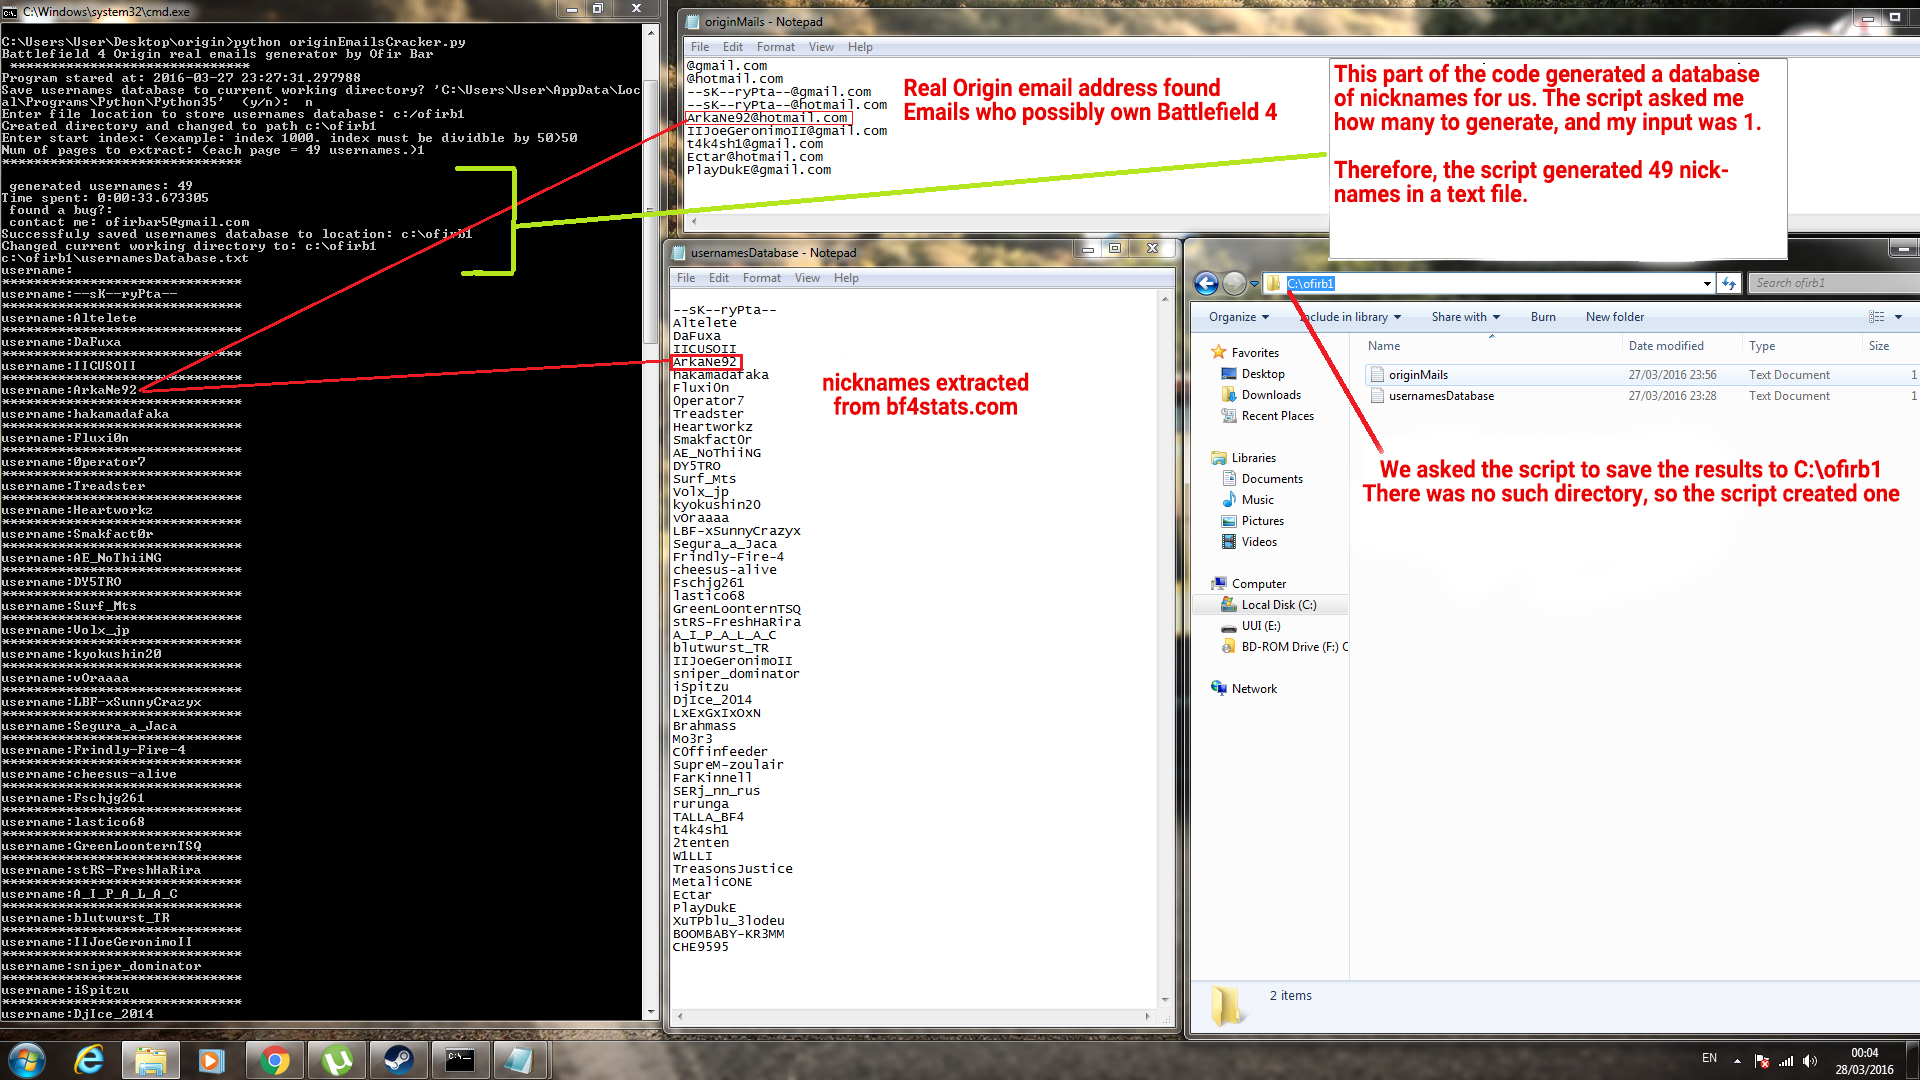 C:\Windows\system32\cmd.exe
C:\Users\User\Desktop\origin>python originEmailsCracker.py
Battlefield 4 Origin real emails generator by Ofir Bar
*******************************
Program stared at: 2016-03-27 23:27:31.297988
Save usernames database to current working directory? 'C:\Users\User\AppData\Loc
al\Programs\Python\Python35'  (y/n):  n
Enter file location to store usernames database: c:/ofirb1
Created directory and changed to path c:\ofirb1
Enter start index: (example: index 1000. index must be dividble by 50)50
Num of pages to extract: (each page = 49 usernames.)1
*******************************
generated usernames: 49
Time spent: 0:00:33.673305
found a bug?:
contact me: ofirbar5@gmail.com
Successfuly saved usernames database to location: c:\ofirb1
Changed current working directory to: c:\ofirb1
c:\ofirb1\usernamesDatabase.txt
username:
*******************************
username:--sK--ryPta--
*******************************
username:Altelete
*******************************
username:DaFuxa
*******************************
username:IICUSOII
*******************************
username:ArkaNe92
*******************************
username:hakamadafaka
*******************************
username:Fluxi0n
*******************************
username:0perator7
*******************************
username:Treadster
*******************************
username:Heartworkz
*******************************
username:Smakfact0r
*******************************
username:AE_NoThiiNG
*******************************
username:DY5TRO
*******************************
username:Surf_Mts
*******************************
username:Volx_jp
*******************************
username:kyokushin20
*******************************
username:vOraaaa
*******************************
username:LBF-xSunnyCrazyx
*******************************
username:Segura_a_Jaca
*******************************
username:Frindly-Fire-4
*******************************
username:cheesus-alive
*******************************
username:Fschjg261
*******************************
username:lastico68
*******************************
username:GreenLoonternTSQ
*******************************
username:stRS-FreshHaRira
*******************************
username:A_I_P_A_L_A_C
*******************************
username:blutwurst_TR
*******************************
username:IIJoeGeronimoII
*******************************
username:sniper_dominator
*******************************
username:iSpitzu
*******************************
username:DjIce_2014
originMails - Notepad
File Edit Format View Help
@gmail.com
@hotmail.com
--sK--ryPta--@gmail.com
--sK--ryPta--@hotmail.com
ArkaNe92@hotmail.com
IIJoeGeronimoII@gmail.com
t4k4sh1@gmail.com
Ectar@hotmail.com
PlayDukE@gmail.com
Real Origin email address found
Emails who possibly own Battlefield 4
This part of the code generated a database
of nicknames for us. The script asked me
how many to generate, and my input was 1.
Therefore, the script generated 49 nick-
names in a text file.
usernamesDatabase - Notepad
File Edit Format View Help
--sK--ryPta--
Altelete
DaFuxa
IICUSOII
ArkaNe92
hakamadafaka
Fluxi0n
0perator7
Treadster
Heartworkz
Smakfact0r
AE_NoThiiNG
DY5TRO
Surf_Mts
Volx_jp
kyokushin20
vOraaaa
LBF-xSunnyCrazyx
Segura_a_Jaca
Frindly-Fire-4
cheesus-alive
Fschjg261
lastico68
GreenLoonternTSQ
stRS-FreshHaRira
A_I_P_A_L_A_C
blutwurst_TR
IIJoeGeronimoII
sniper_dominator
iSpitzu
DjIce_2014
LxExGxIxOxN
Brahmass
Mo3r3
C0ffinfeeder
SupreM-zoulair
FarKinnell
SERj_nn_rus
rurunga
TALLA_BF4
t4k4sh1
2tenten
W1LLI
TreasonsJustice
MetalicONE
Ectar
PlayDukE
XuTPblu_3lodeu
BOOMBABY-KR3MM
CHE9595
nicknames extracted
from bf4stats.com
C:\ofirb1
Search ofirb1
Organize Include in library Share with Burn New folder
Name Date modified Type Size
originMails 27/03/2016 23:56 Text Document 1
usernamesDatabase 27/03/2016 23:28 Text Document 1
Favorites
Desktop
Downloads
Recent Places
Libraries
Documents
Music
Pictures
Videos
Computer
Local Disk (C:)
UUI (E:)
BD-ROM Drive (F:) C
Network
We asked the script to save the results to C:\ofirb1
There was no such directory, so the script created one
2 items
EN
00:04
28/03/2016